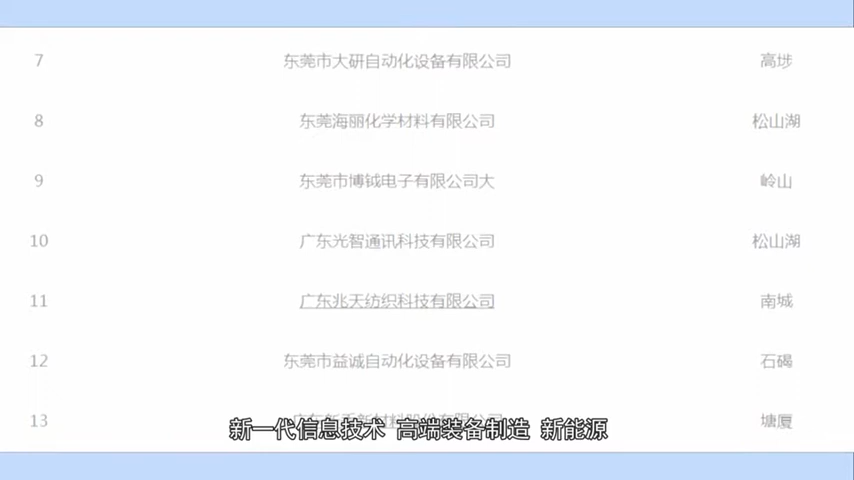 7 东莞市大研自动化设备有限公司 高埗
8 东莞海丽化学材料有限公司 松山湖
9 东莞市博钺电子有限公司大 岭山
10 广东光智通讯科技有限公司 松山湖
11 广东兆天纺织科技有限公司 南城
12 东莞市益诚自动化设备有限公司 石碣
13 塘厦
新一代信息技术 高端装备制造 新能源